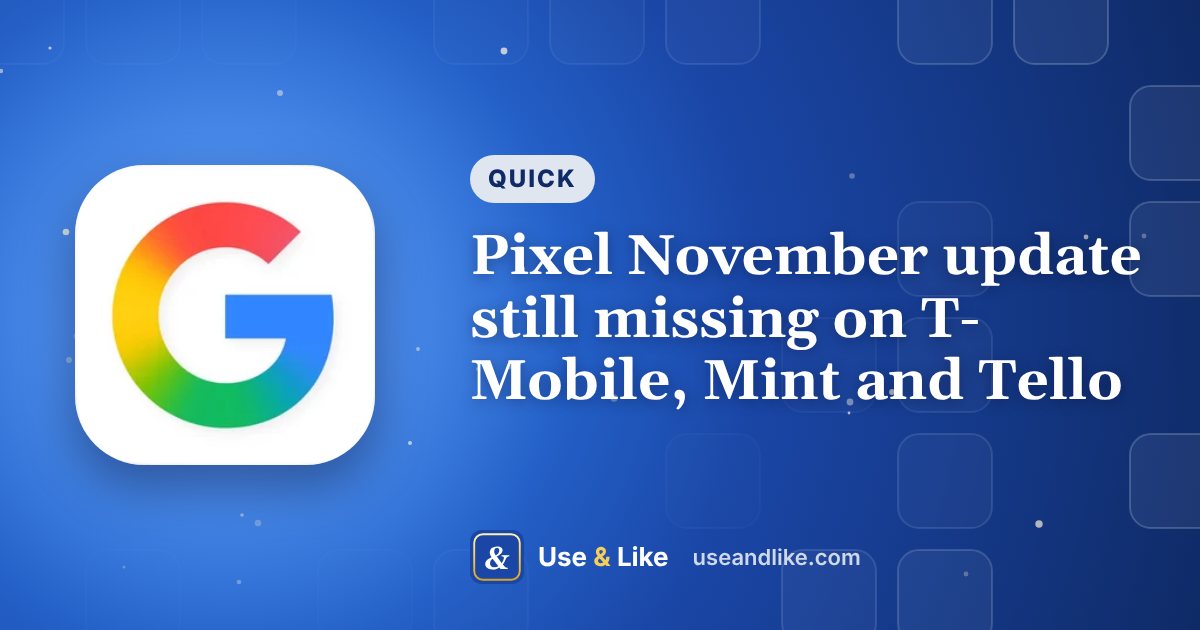 QUICK
Pixel November update
still missing on T-
Mobile, Mint and Tello
& Use & Like useandlike.com